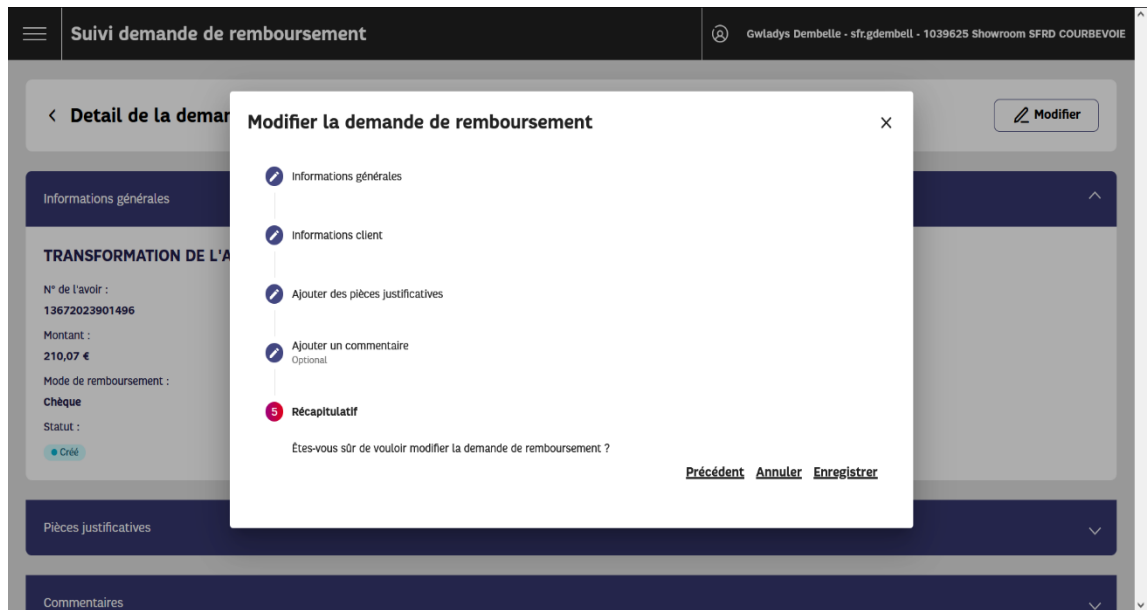 Suivi demande de remboursement
Gwladys Dembelle - sfr.gdembell - 1039625 Showroom SFRD COURBEVOIE
Detail de la demar
Modifier
Modifier la demande de remboursement
Informations générales
TRANSFORMATION DE L'A
N° de l'avoir :
13672023901496
Montant :
210,07 €
Mode de remboursement :
Chèque
Statut :
Créé
Informations générales
Informations client
Ajouter des pièces justificatives
Ajouter un commentaire
Optional
5 Récapitulatif
Êtes-vous sûr de vouloir modifier la demande de remboursement ?
Précédent Annuler Enregistrer
Pièces justificatives
Commentaires